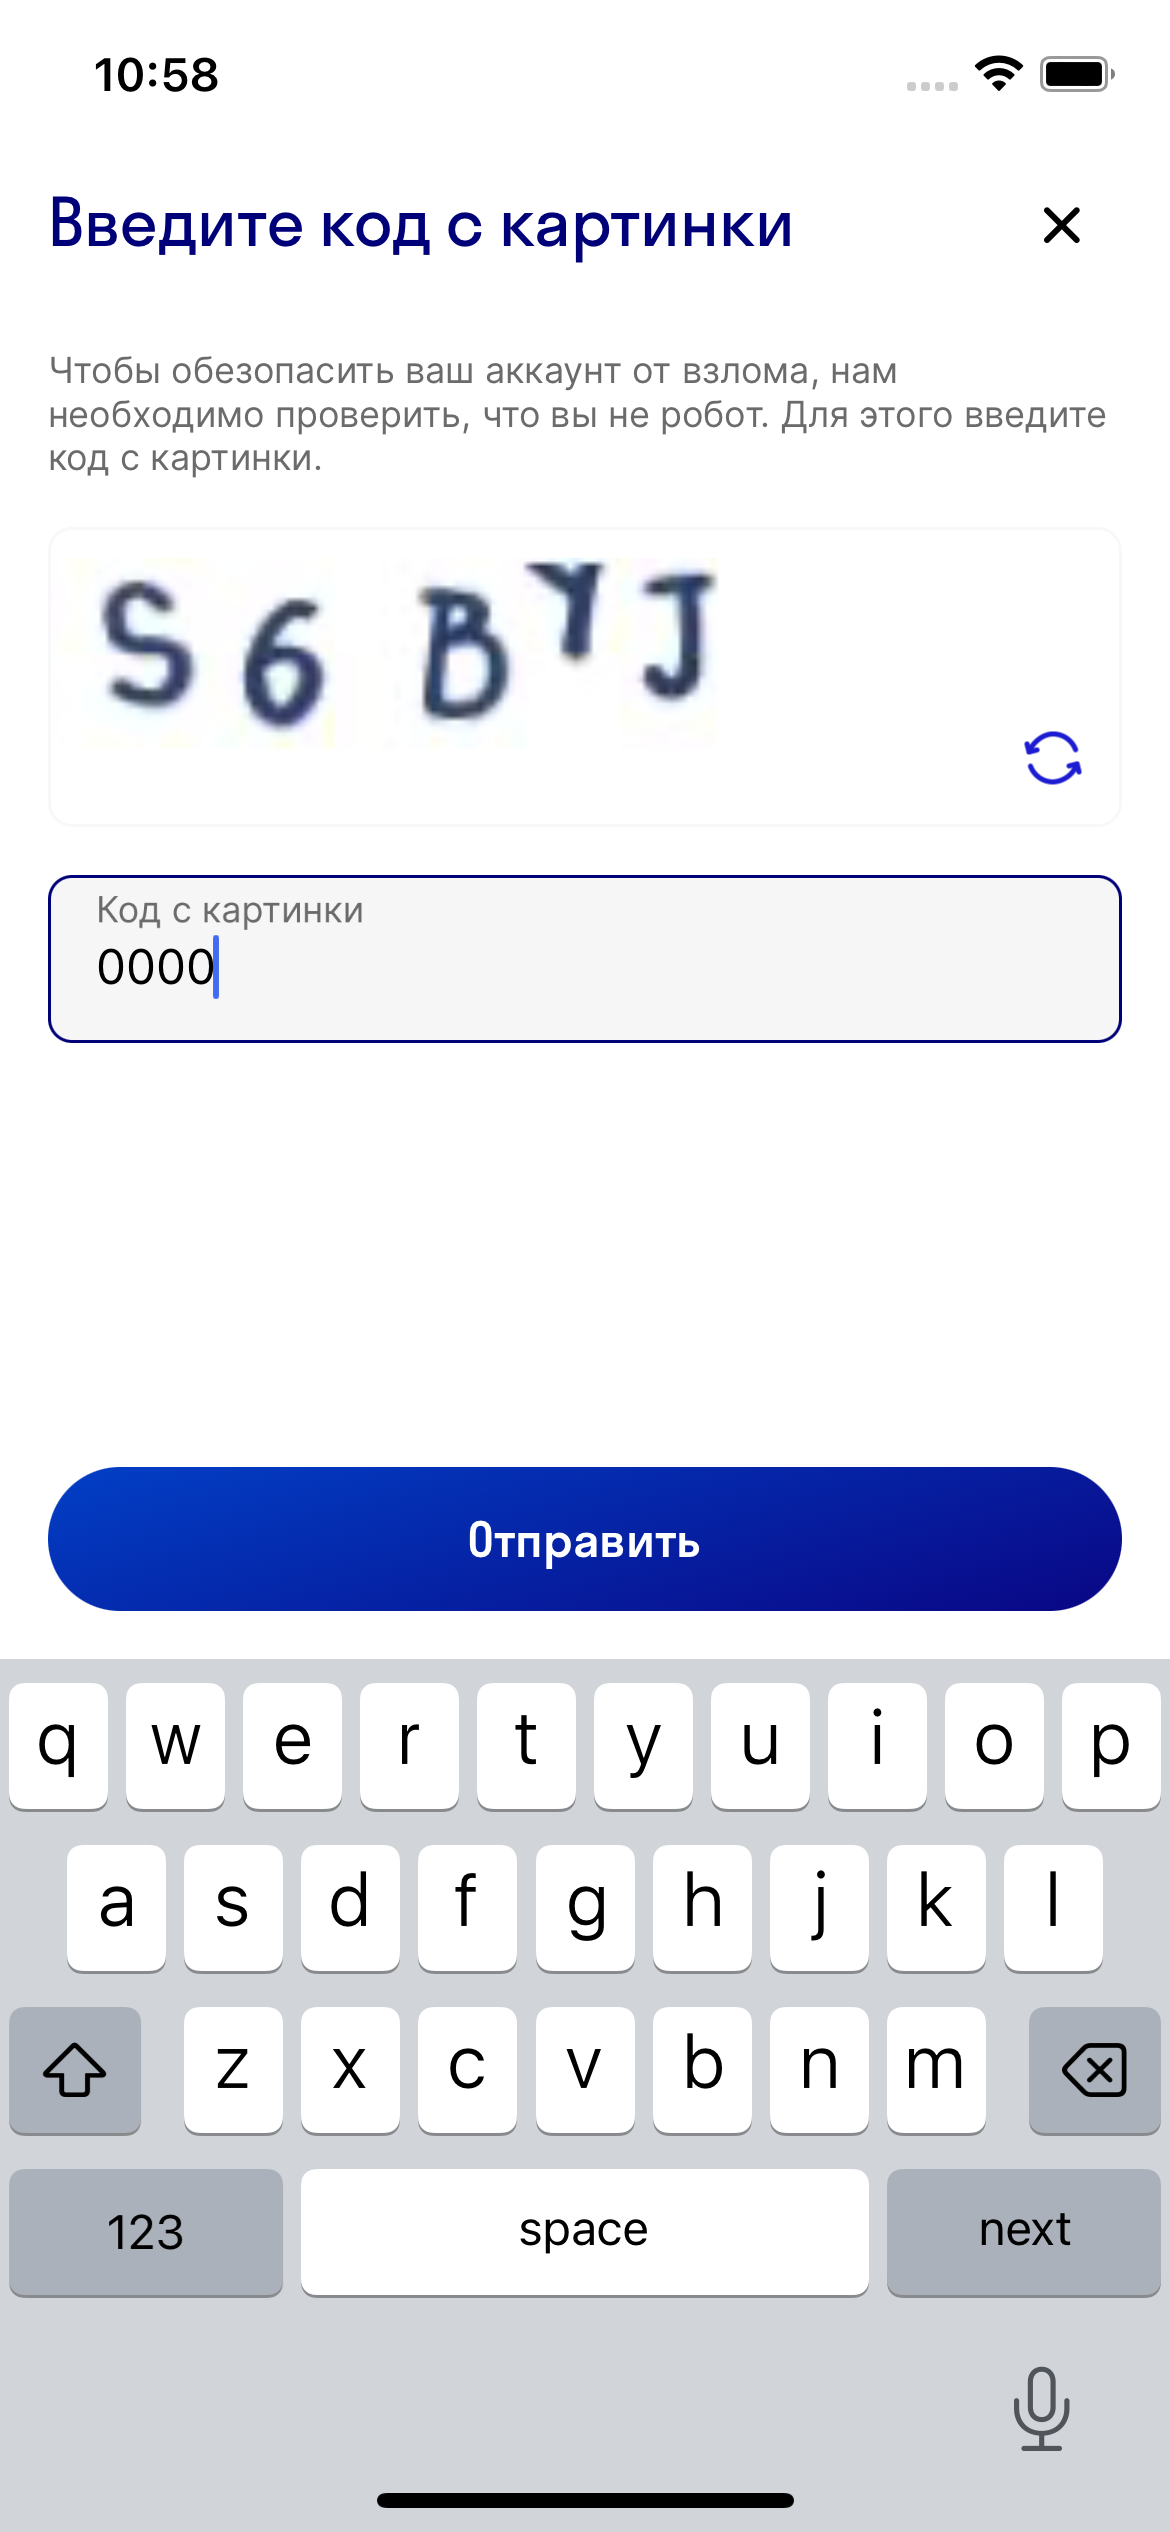 10:58
Введите код с картинки
Чтобы обезопасить ваш аккаунт от взлома, нам
необходимо проверить, что вы не робот. Для этого введите
код с картинки.
S6BYJ
Код с картинки
0000
Отправить
q w e r t y u i o p
a s d f g h j k l
z x c v b n m
123 space next